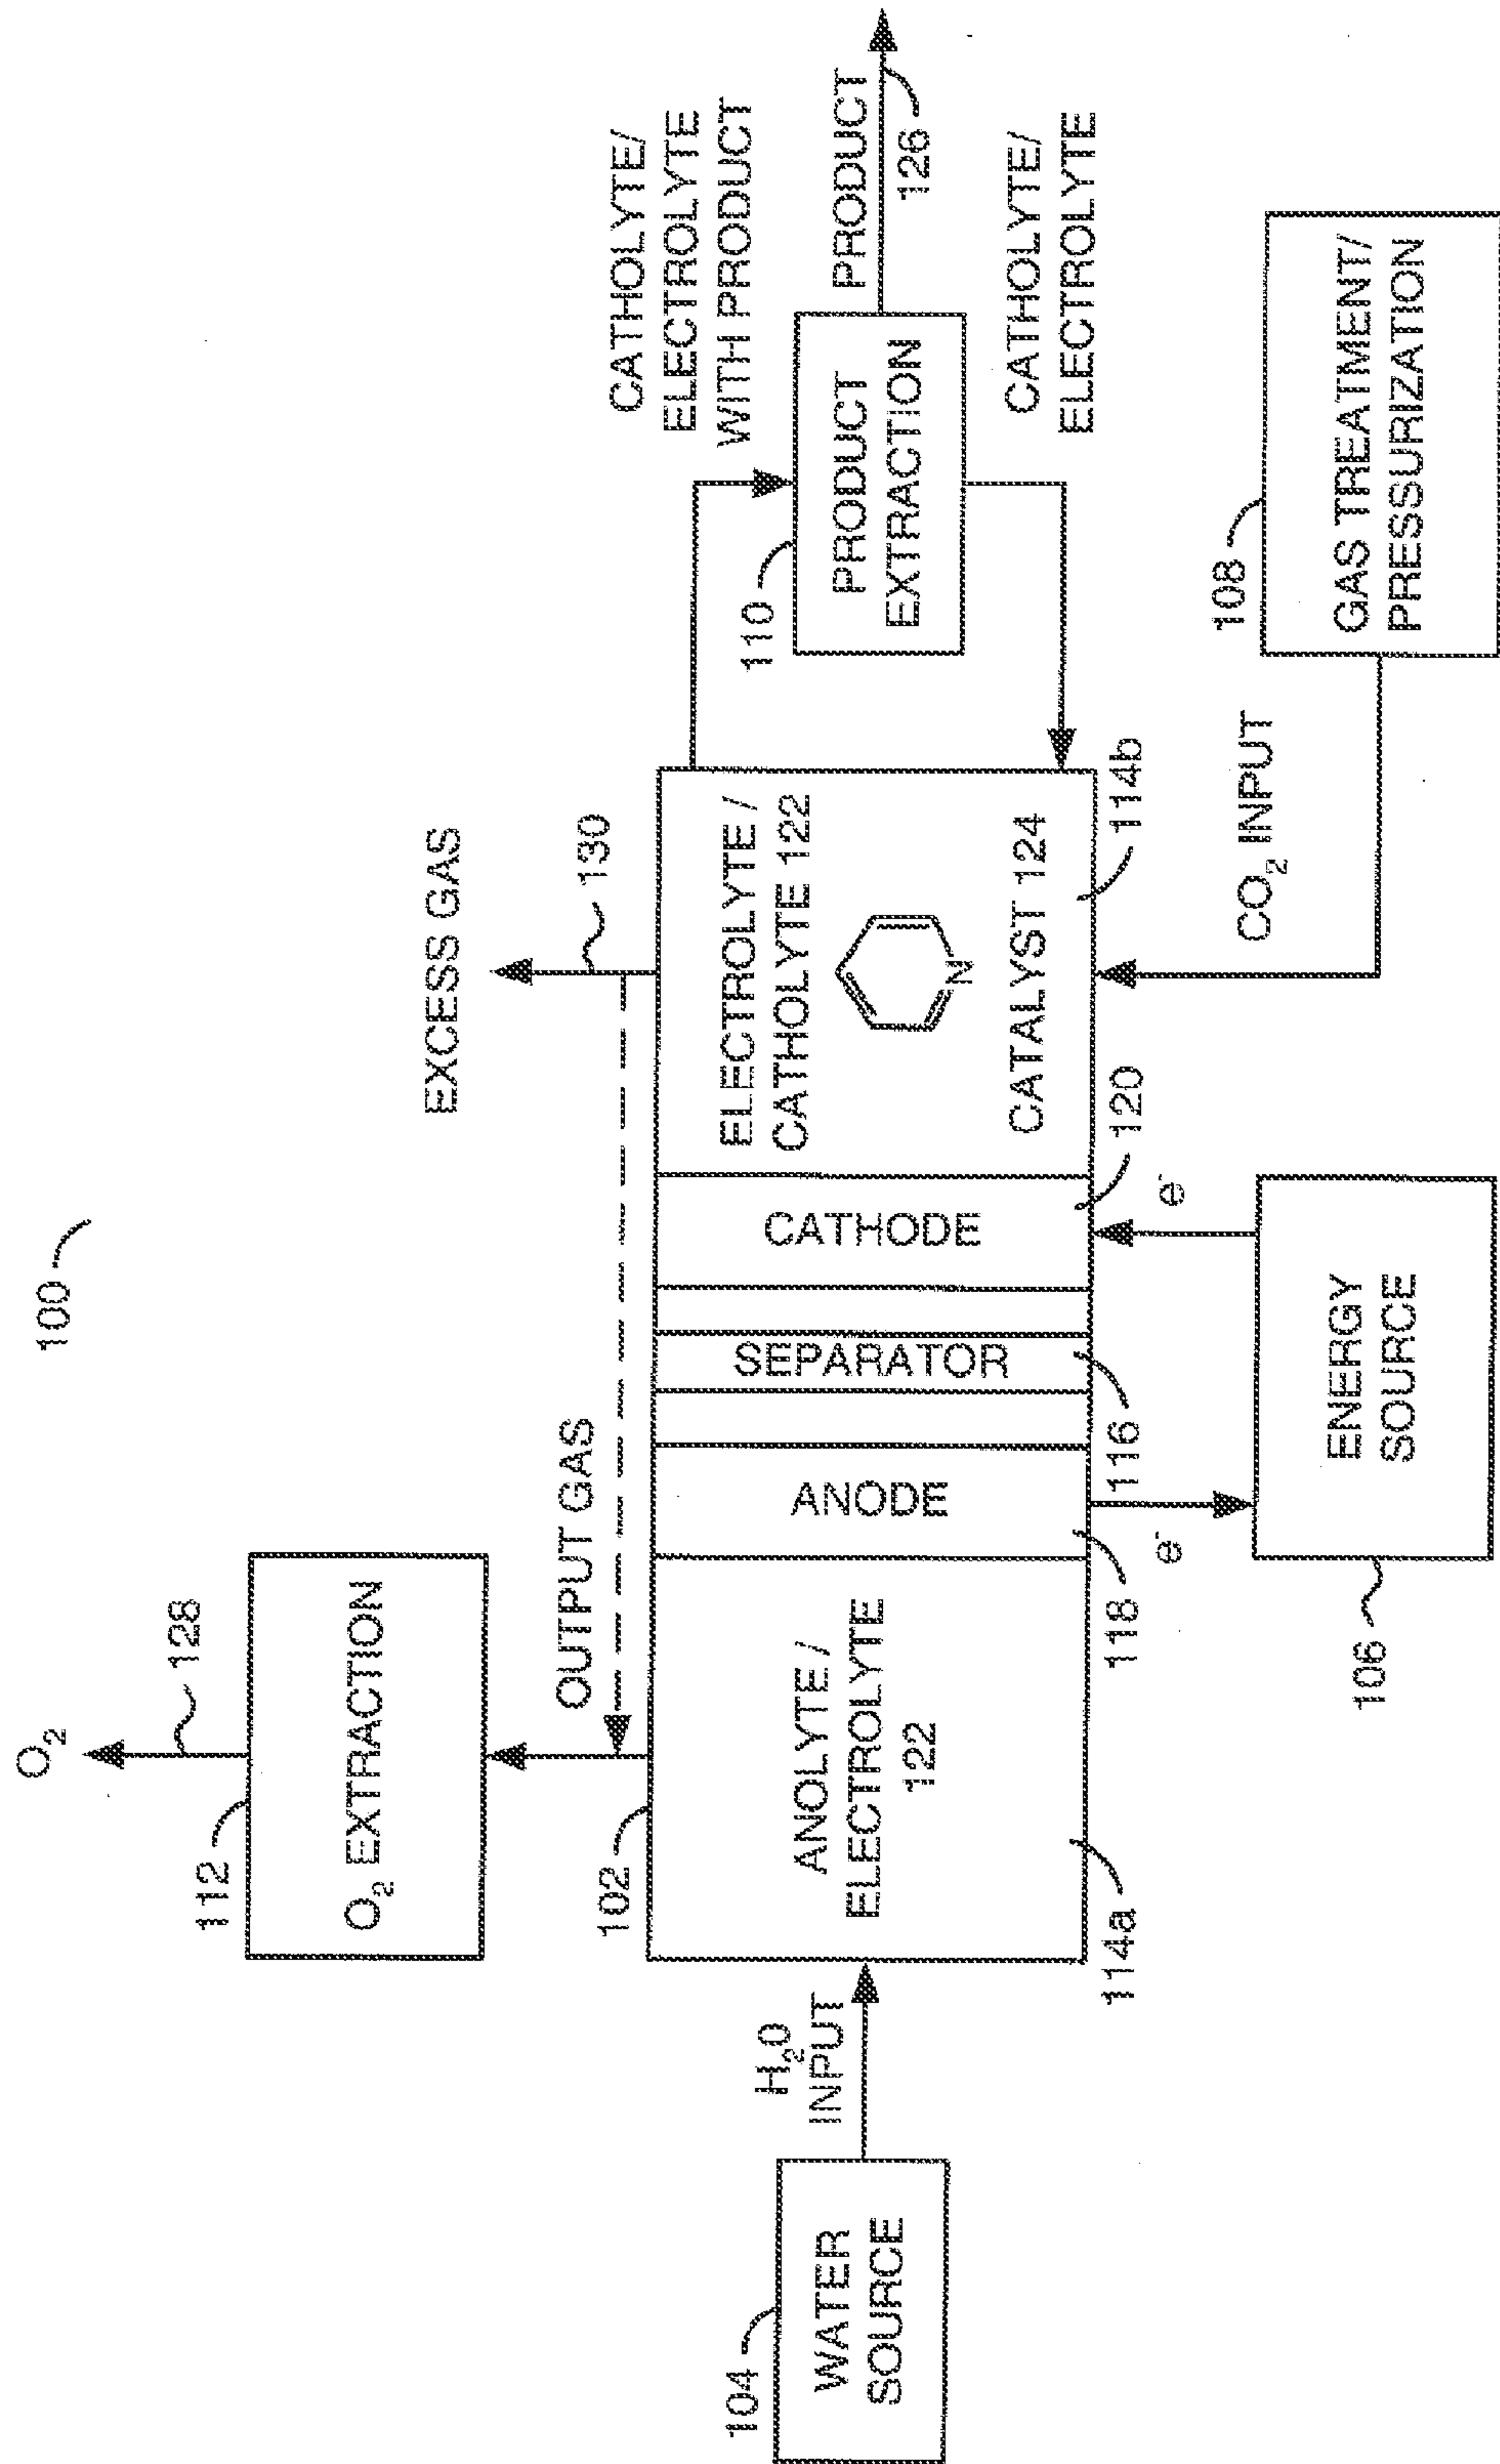 100
O2
128
112
O2 EXTRACTION
OUTPUT GAS
EXCESS GAS
130
102
ANOLYTE /
ELECTROLYTE
122
ANODE
SEPARATOR
CATHODE
ELECTROLYTE /
CATHOLYTE 122
N
CATALYST 124
114a
118
116
120
114b
CATHOLYTE/
ELECTROLYTE
WITH PRODUCT
110
PRODUCT
EXTRACTION
PRODUCT
126
CATHOLYTE/
ELECTROLYTE
104
WATER
SOURCE
H20
INPUT
e-
e-
106
ENERGY
SOURCE
CO2 INPUT
108
GAS TREATMENT/
PRESSURIZATION